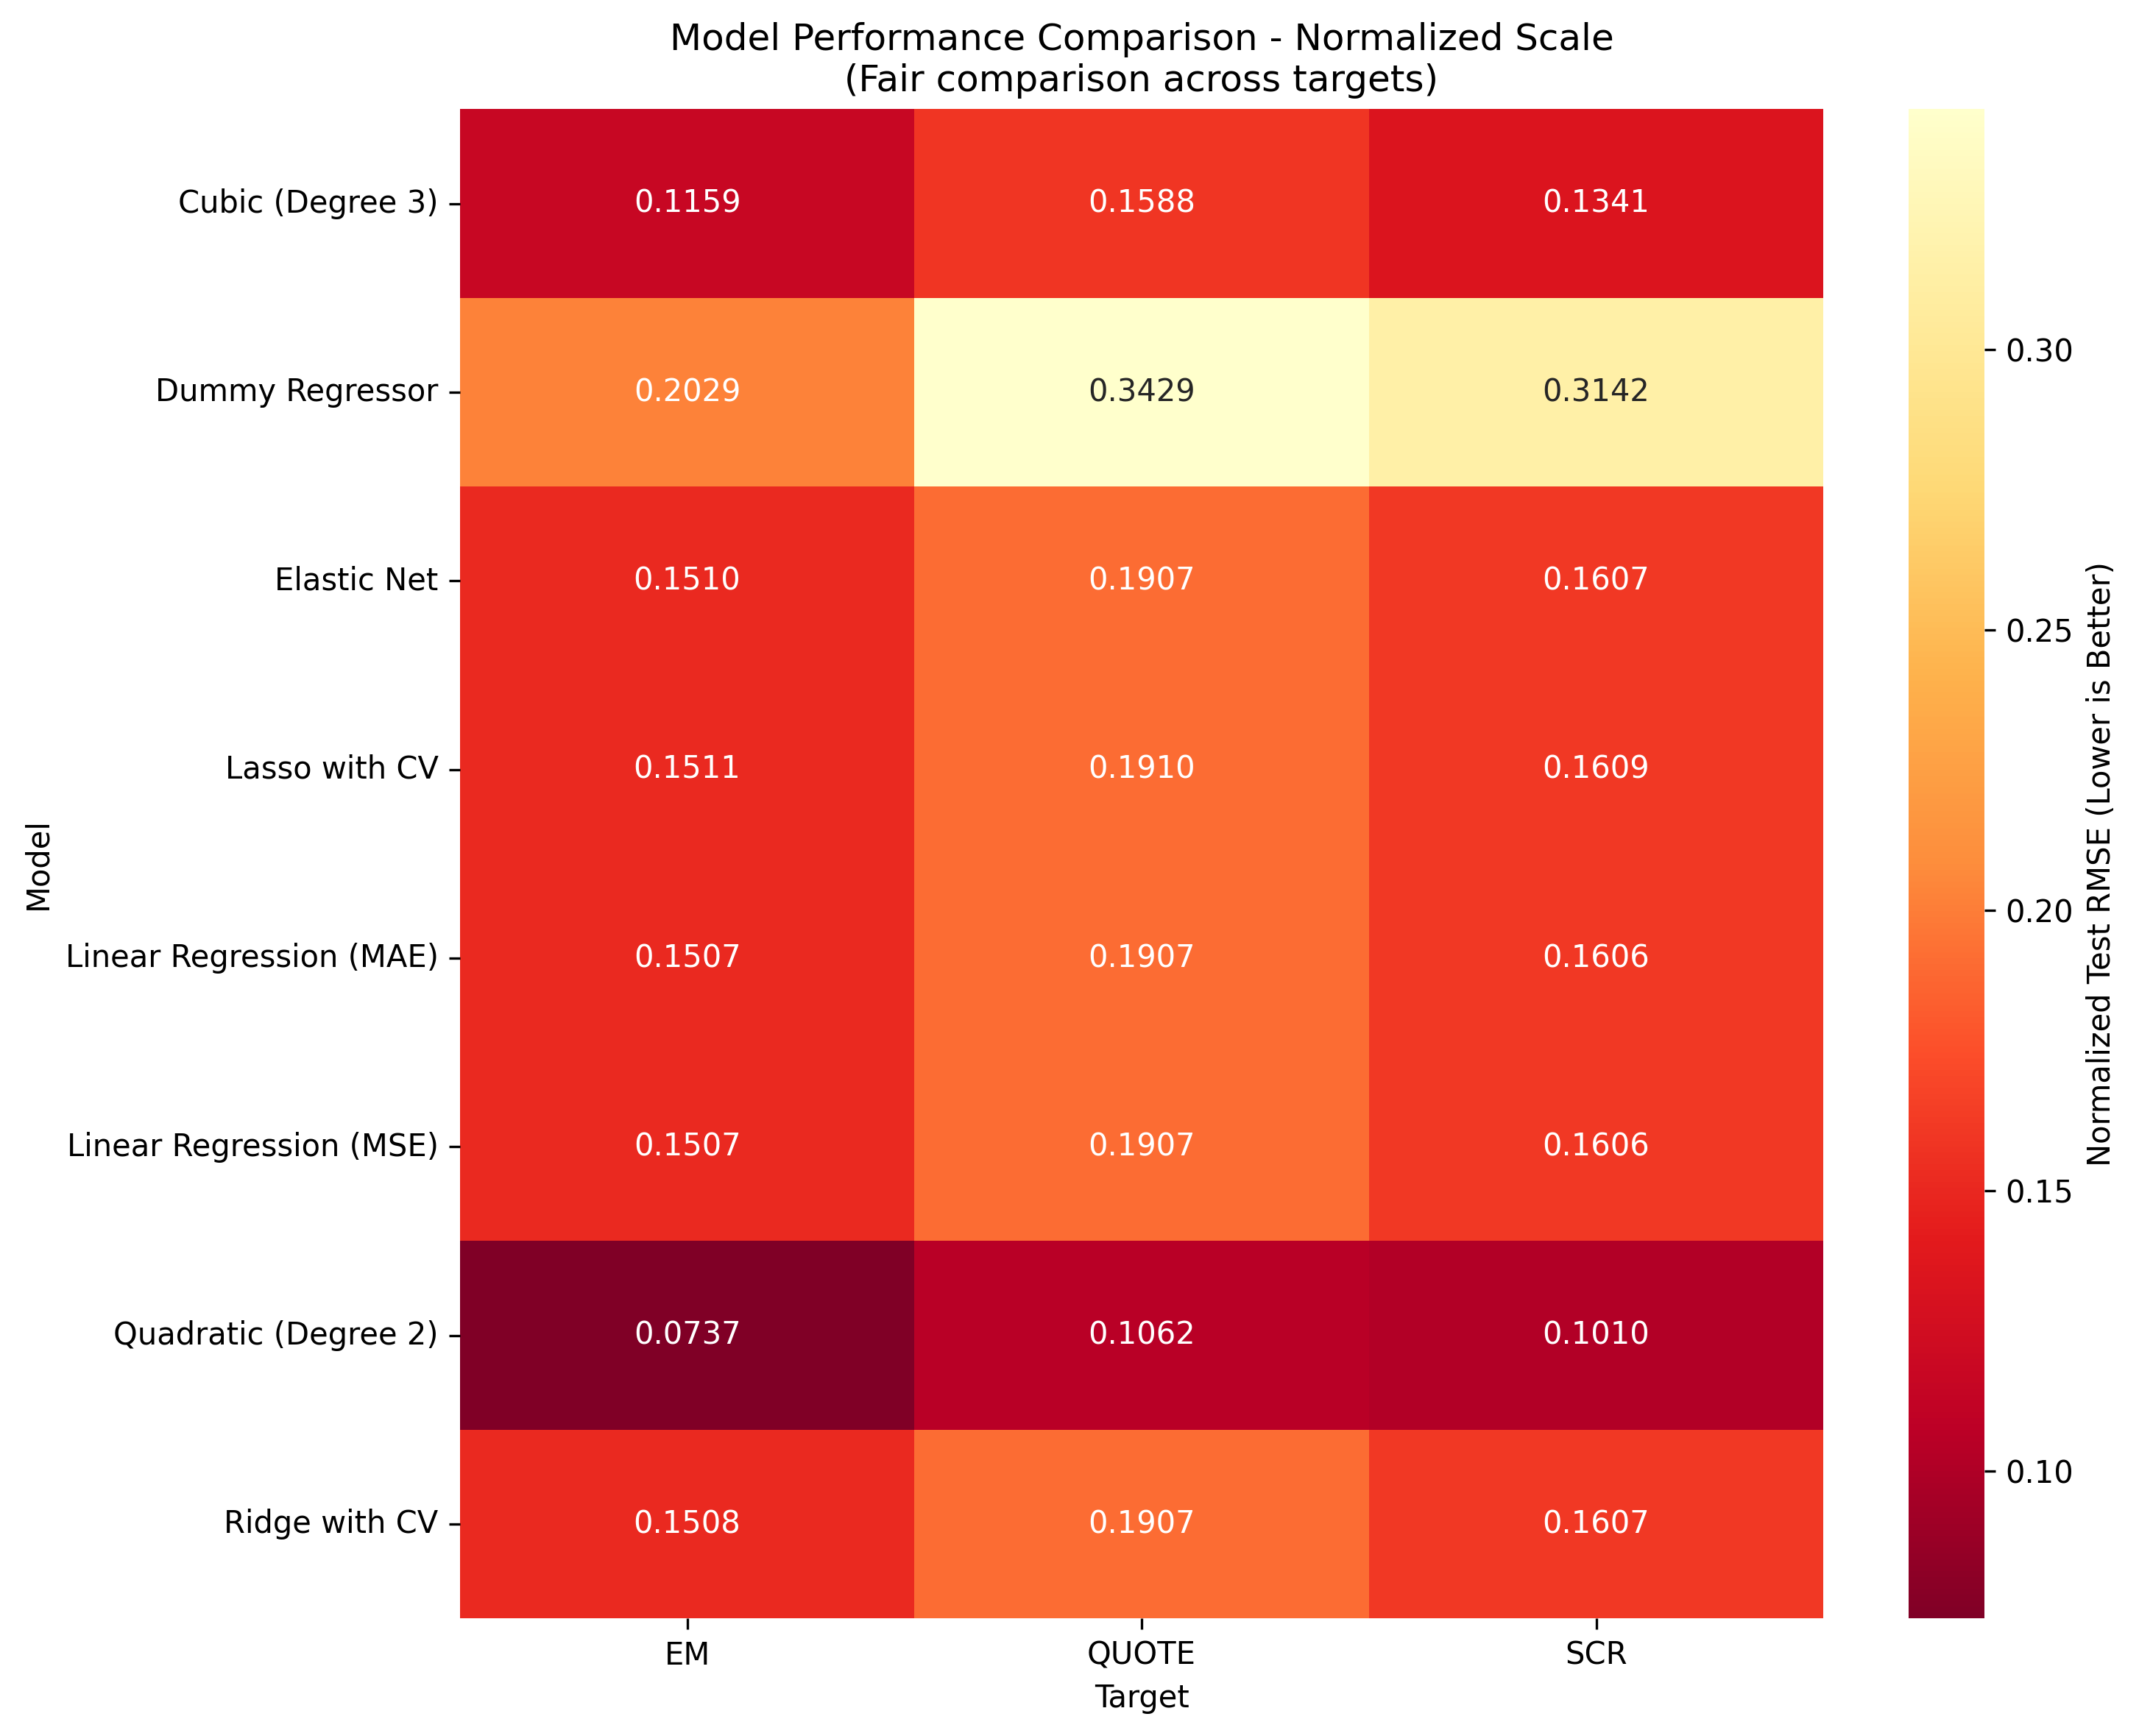 Model Performance Comparison - Normalized Scale
(Fair comparison across targets)
Model
Cubic (Degree 3) 0.1159 0.1588 0.1341
Dummy Regressor 0.2029 0.3429 0.3142
Elastic Net 0.1510 0.1907 0.1607
Lasso with CV 0.1511 0.1910 0.1609
Linear Regression (MAE) 0.1507 0.1907 0.1606
Linear Regression (MSE) 0.1507 0.1907 0.1606
Quadratic (Degree 2) 0.0737 0.1062 0.1010
Ridge with CV 0.1508 0.1907 0.1607
EM QUOTE SCR
Target
0.30
0.25
0.20
0.15
0.10
Normalized Test RMSE (Lower is Better)